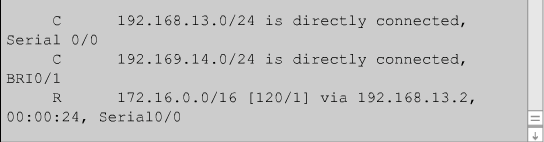 C 192.168.13.0/24 is directly connected,
Serial 0/0
C 192.169.14.0/24 is directly connected,
BRI0/1
R 172.16.0.0/16 [120/1] via 192.168.13.2,
00:00:24, Serial0/0